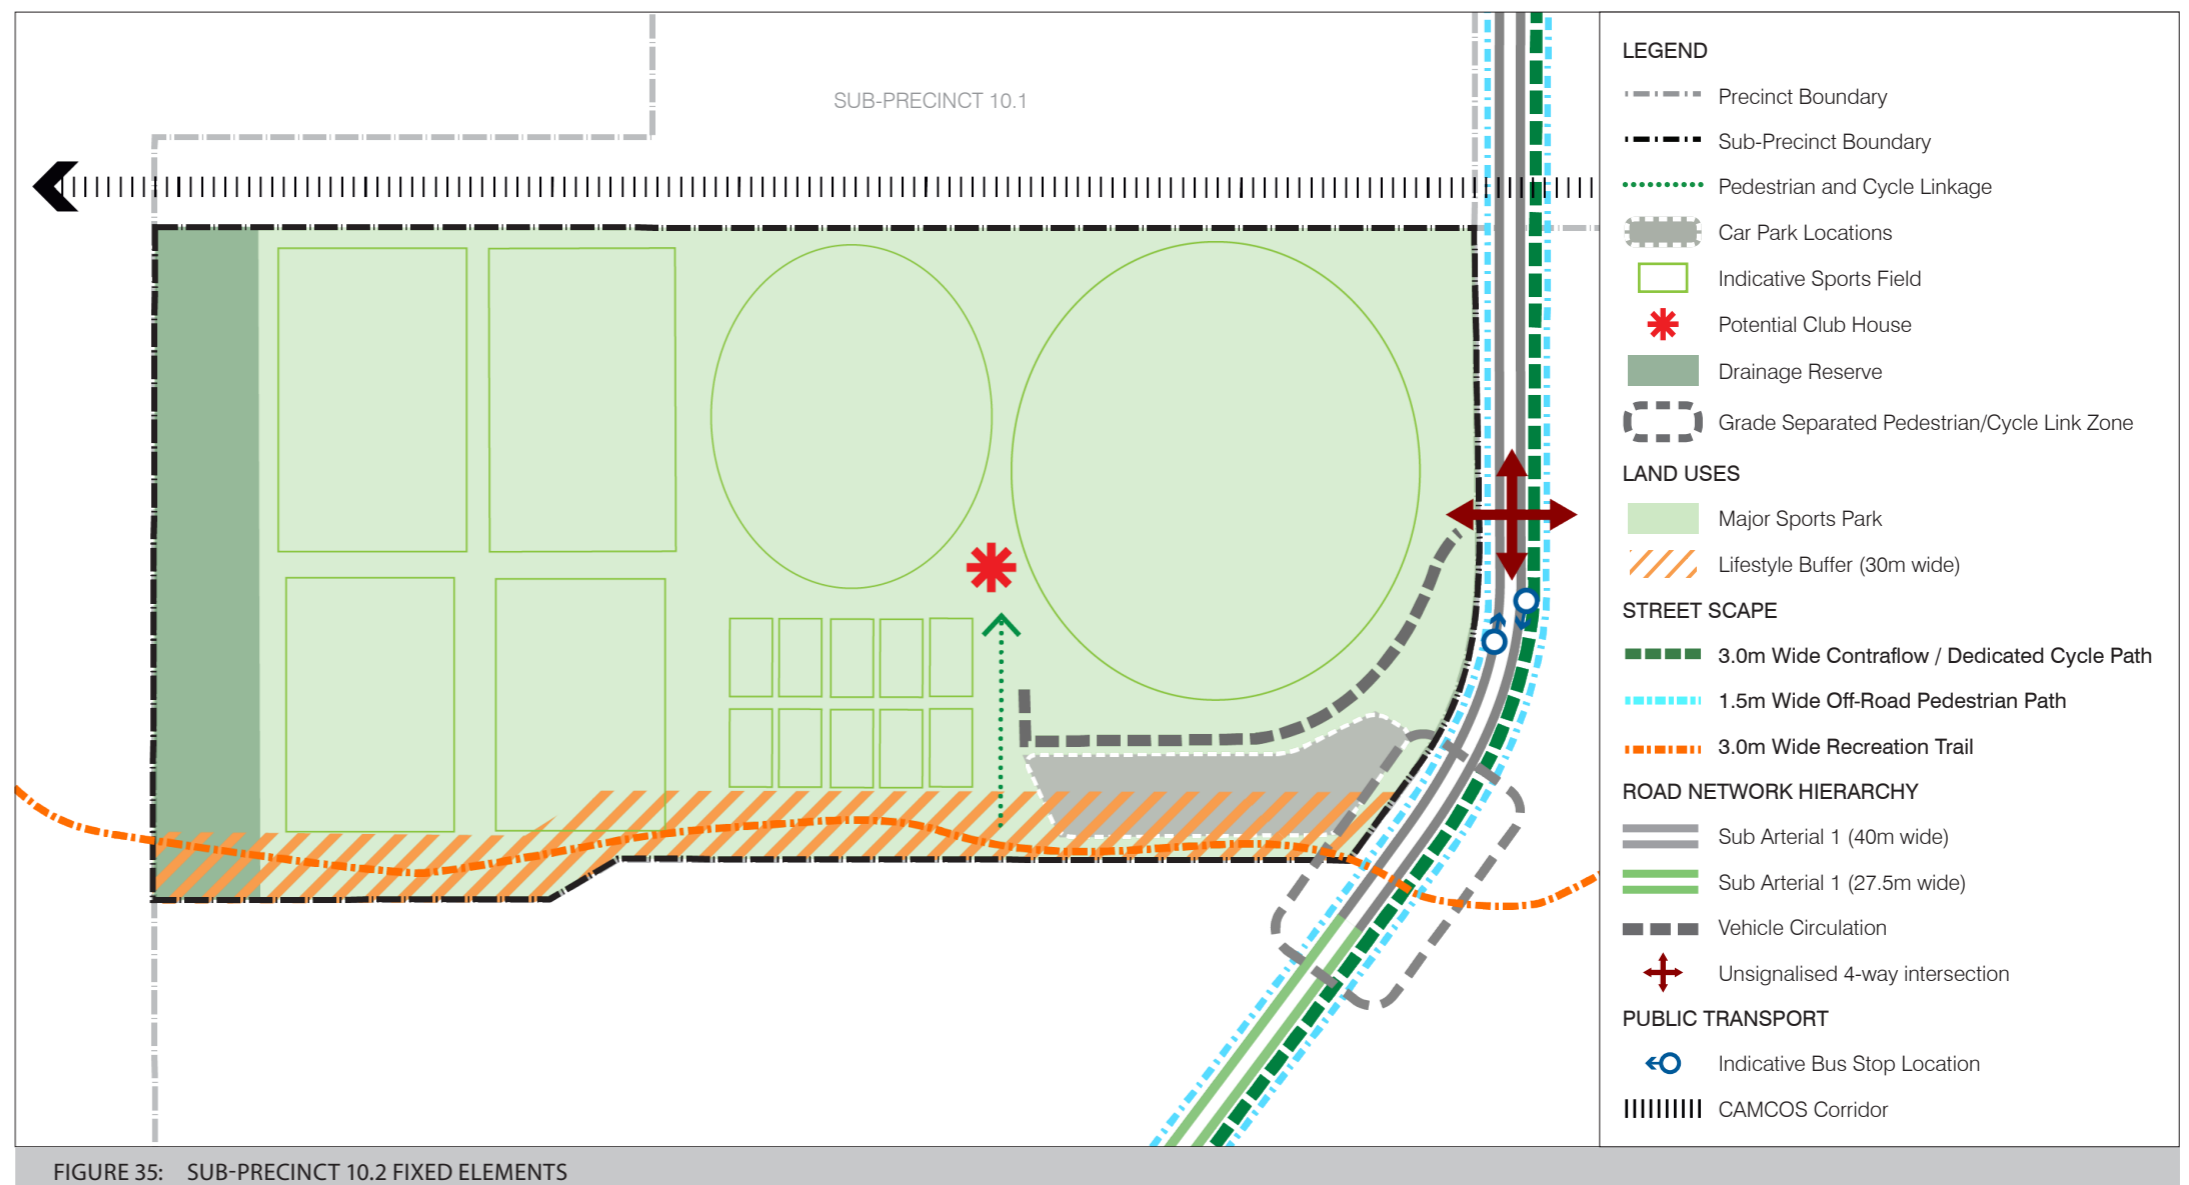 SUB-PRECINCT 10.1
LEGEND
Precinct Boundary
Sub-Precinct Boundary
Pedestrian and Cycle Linkage
Car Park Locations
Indicative Sports Field
Potential Club House
Drainage Reserve
Grade Separated Pedestrian/Cycle Link Zone
LAND USES
Major Sports Park
Lifestyle Buffer (30m wide)
STREET SCAPE
3.0m Wide Contraflow / Dedicated Cycle Path
1.5m Wide Off-Road Pedestrian Path
3.0m Wide Recreation Trail
ROAD NETWORK HIERARCHY
Sub Arterial 1 (40m wide)
Sub Arterial 1 (27.5m wide)
Vehicle Circulation
Unsignalised 4-way intersection
PUBLIC TRANSPORT
Indicative Bus Stop Location
CAMCOS Corridor
FIGURE 35: SUB-PRECINCT 10.2 FIXED ELEMENTS